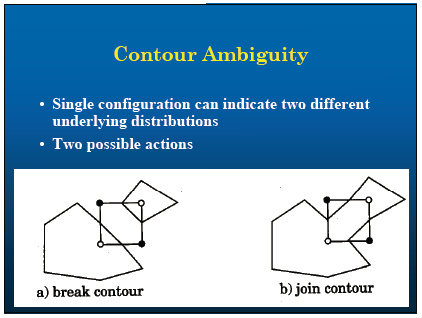 Contour Ambiguity
• Single configuration can indicate two different
underlying distributions
• Two possible actions
a) break contour
b) join contour